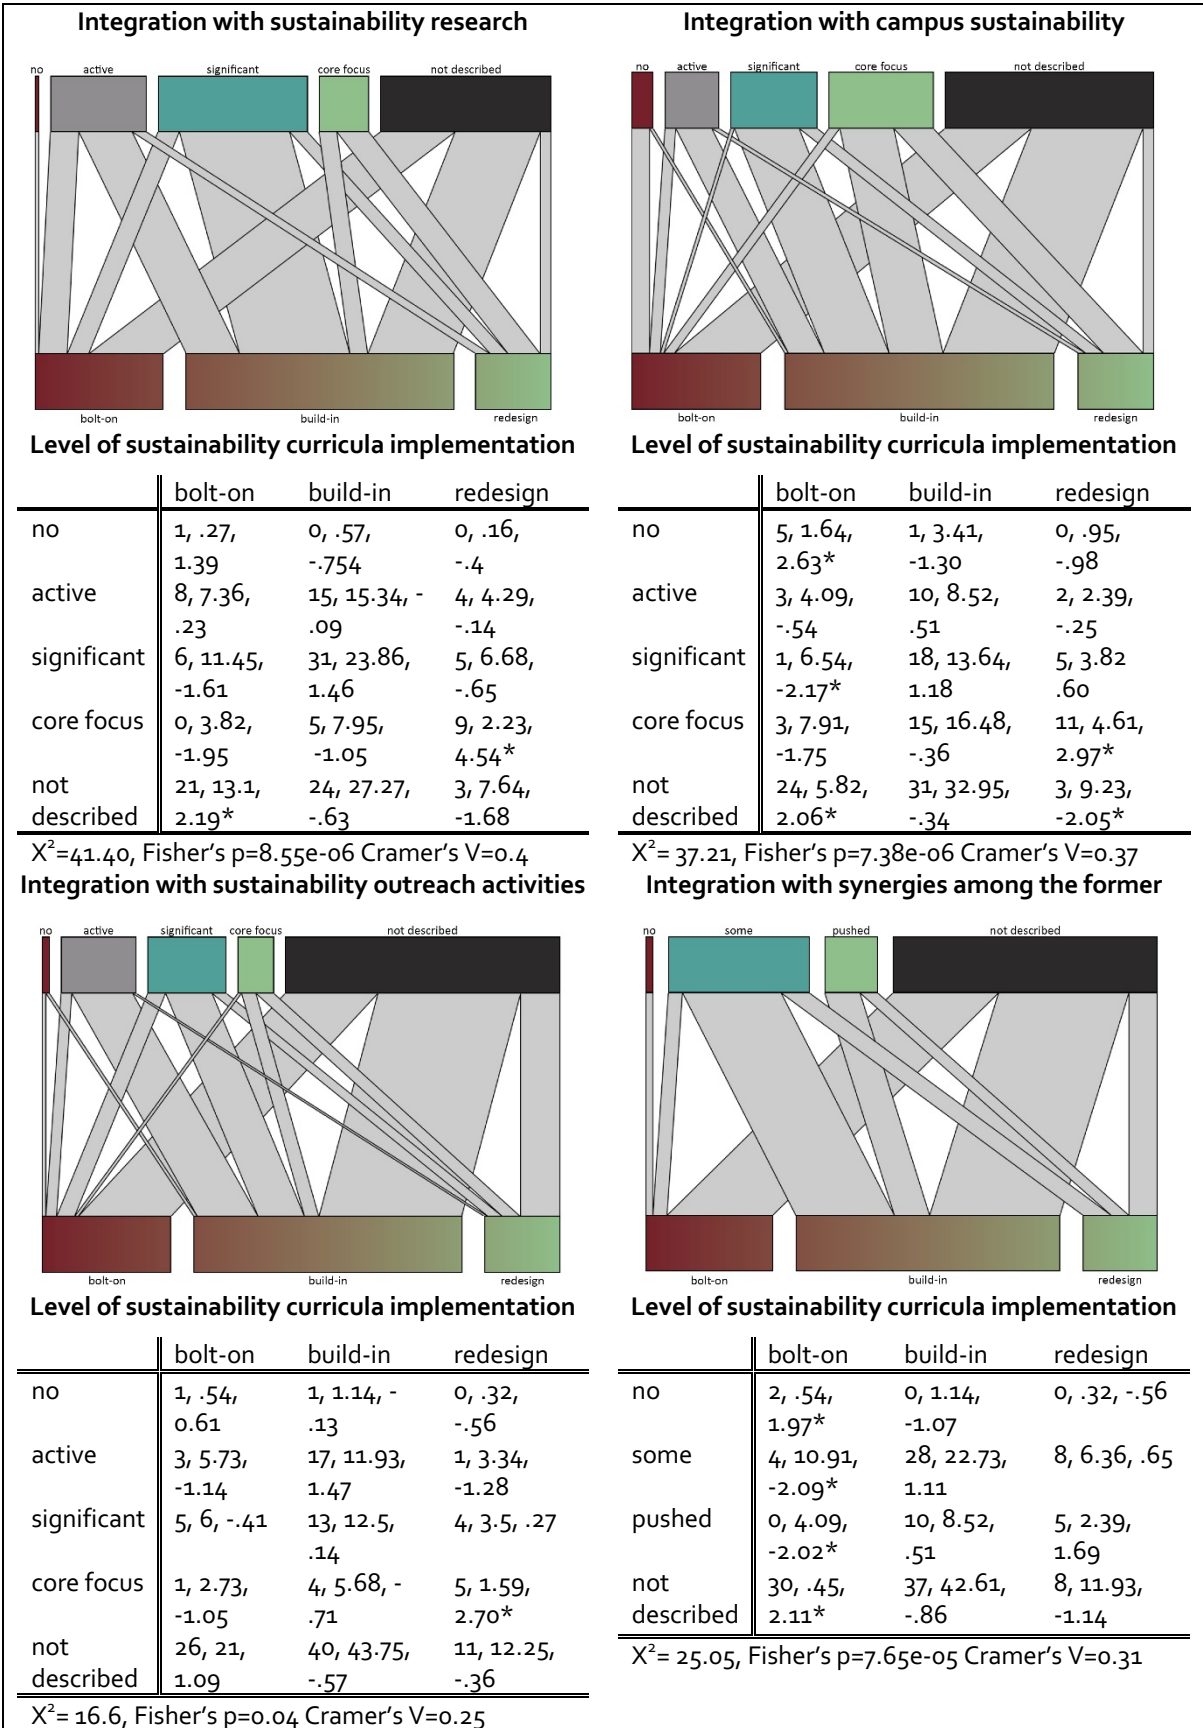 Integration with sustainability research
no active significant core focus not described
bolt-on build-in redesign
Level of sustainability curricula implementation
bolt-on build-in redesign
no 1, .27, 0, .57, 0, .16,
1.39 -.754 -.4
active 8, 7.36, 15, 15.34, - 4, 4.29,
.23 .09 -.14
significant 6, 11.45, 31, 23.86, 5, 6.68,
-1.61 1.46 -.65
core focus 0, 3.82, 5, 7.95, 9, 2.23,
-1.95 -1.05 4.54*
not 21, 13.1, 24, 27.27, 3, 7.64,
described 2.19* -.63 -1.68
X²=41.40, Fisher's p=8.55e-06 Cramer's V=0.4
Integration with campus sustainability
no active significant core focus not described
bolt-on build-in redesign
Level of sustainability curricula implementation
bolt-on build-in redesign
no 5, 1.64, 1, 3.41, 0, .95,
2.63* -1.30 -.98
active 3, 4.09, 10, 8.52, 2, 2.39,
-.54 .51 -.25
significant 1, 6.54, 18, 13.64, 5, 3.82
-2.17* 1.18 .60
core focus 3, 7.91, 15, 16.48, 11, 4.61,
-1.75 -.36 2.97*
not 24, 5.82, 31, 32.95, 3, 9.23,
described 2.06* -.34 -2.05*
X²= 37.21, Fisher's p=7.38e-06 Cramer's V=0.37
Integration with sustainability outreach activities
no active significant core focus not described
bolt-on build-in redesign
Level of sustainability curricula implementation
bolt-on build-in redesign
no 1, .54, 1, 1.14, - 0, .32,
0.61 .13 -.56
active 3, 5.73, 17, 11.93, 1, 3.34,
-1.14 1.47 -1.28
significant 5, 6, -.41 13, 12.5, 4, 3.5, .27
.14
core focus 1, 2.73, 4, 5.68, - 5, 1.59,
-1.05 .71 2.70*
not 26, 21, 40, 43.75, 11, 12.25,
described 1.09 -.57 -.36
X²= 16.6, Fisher's p=0.04 Cramer's V=0.25
Integration with synergies among the former
no some pushed not described
bolt-on build-in redesign
Level of sustainability curricula implementation
bolt-on build-in redesign
no 2, .54, 0, 1.14, 0, .32, -.56
1.97* -1.07
some 4, 10.91, 28, 22.73, 8, 6.36, .65
-2.09* 1.11
pushed 0, 4.09, 10, 8.52, 5, 2.39,
-2.02* .51 1.69
not 30, .45, 37, 42.61, 8, 11.93,
described 2.11* -.86 -1.14
X²= 25.05, Fisher's p=7.65e-05 Cramer's V=0.31